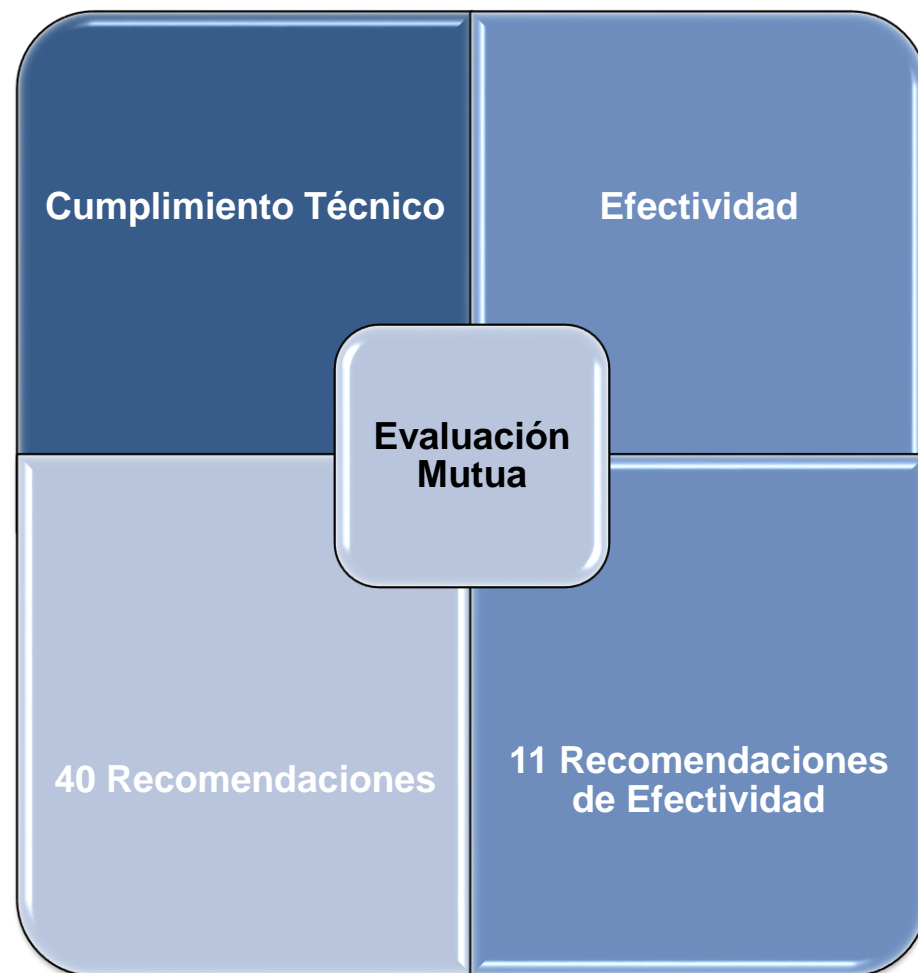 Cumplimiento Técnico
Efectividad
Evaluación
Mutua
40 Recomendaciones
11 Recomendaciones
de Efectividad